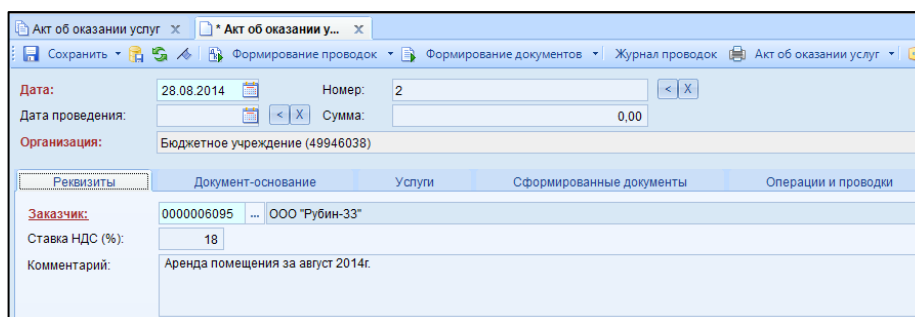 Акт об оказании услуг X * Акт об оказании у... X
Сохранить Формирование проводок Формирование документов Журнал проводок Акт об оказании услуг
Дата: 28.08.2014 Номер: 2 < X
Дата проведения: < X Сумма: 0,00
Организация: Бюджетное учреждение (49946038)
Реквизиты Документ-основание Услуги Сформированные документы Операции и проводки
Заказчик: 0000006095 ... ООО "Рубин-33"
Ставка НДС (%): 18
Комментарий: Аренда помещения за август 2014г.